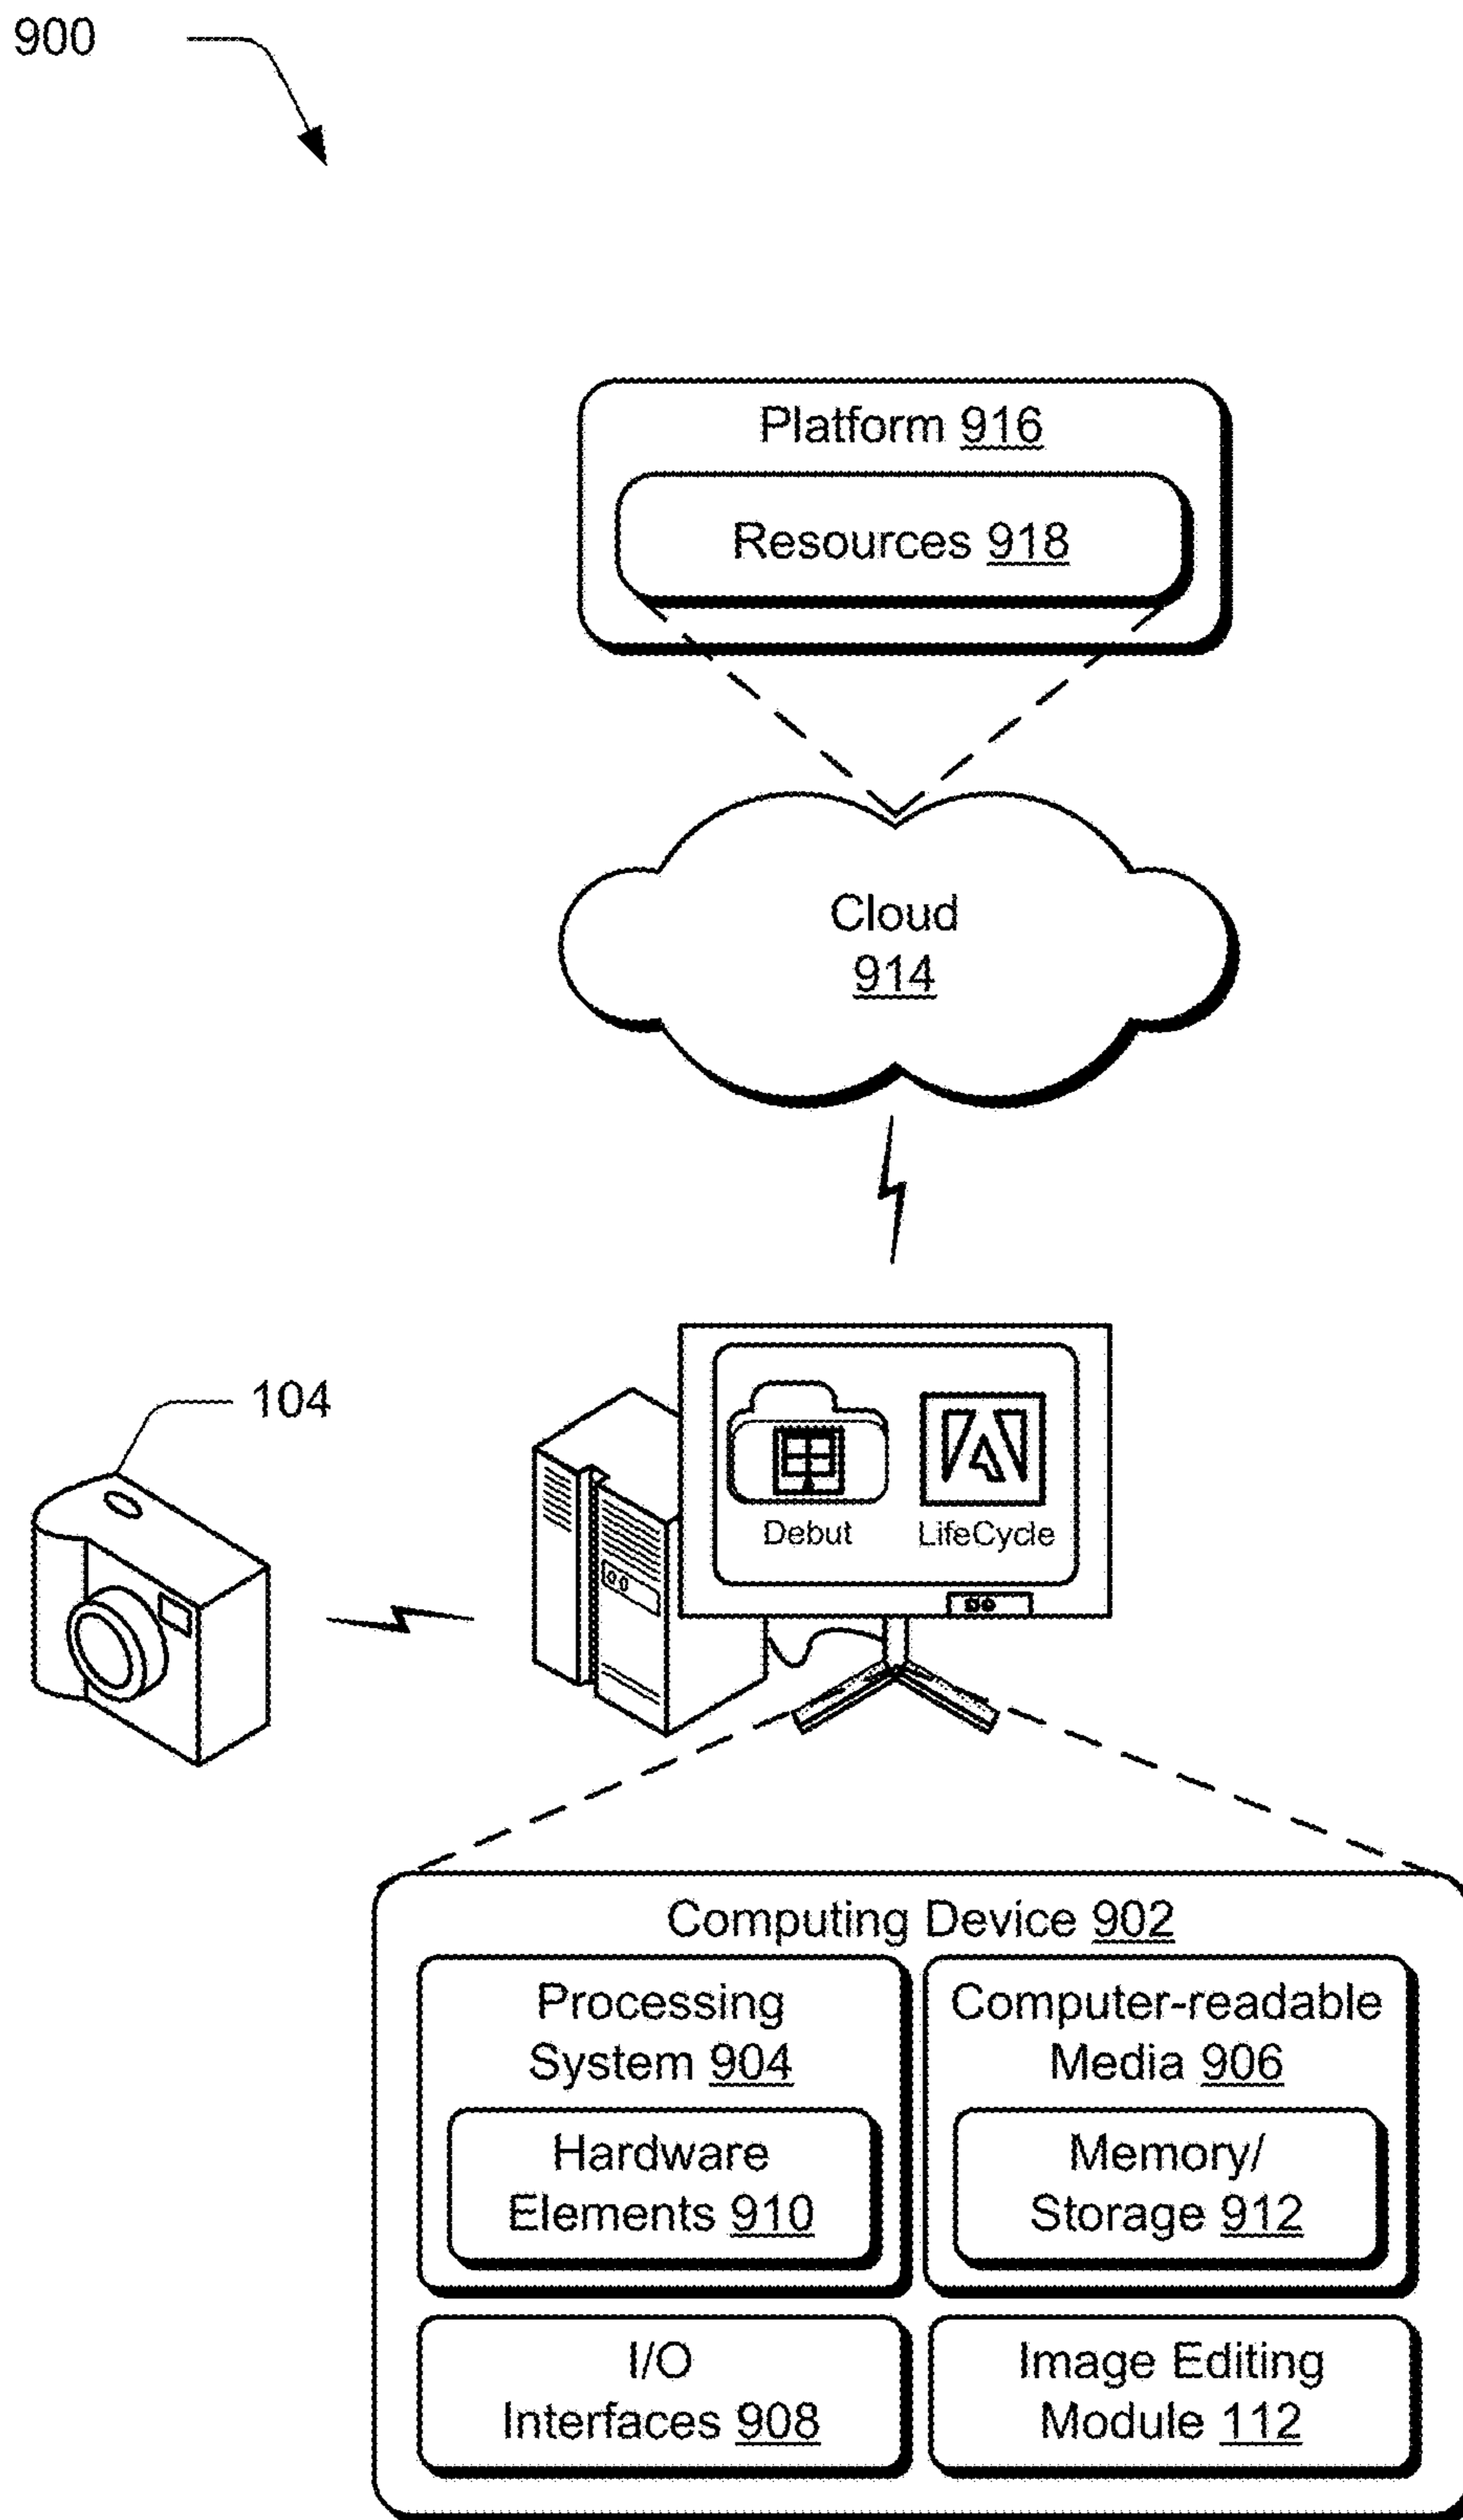 900
Platform 916
Resources 918
Cloud
914
104
Debut
LifeCycle
Computing Device 902
Processing
System 904
Hardware
Elements 910
Computer-readable
Media 906
Memory/
Storage 912
I/O
Interfaces 908
Image Editing
Module 112